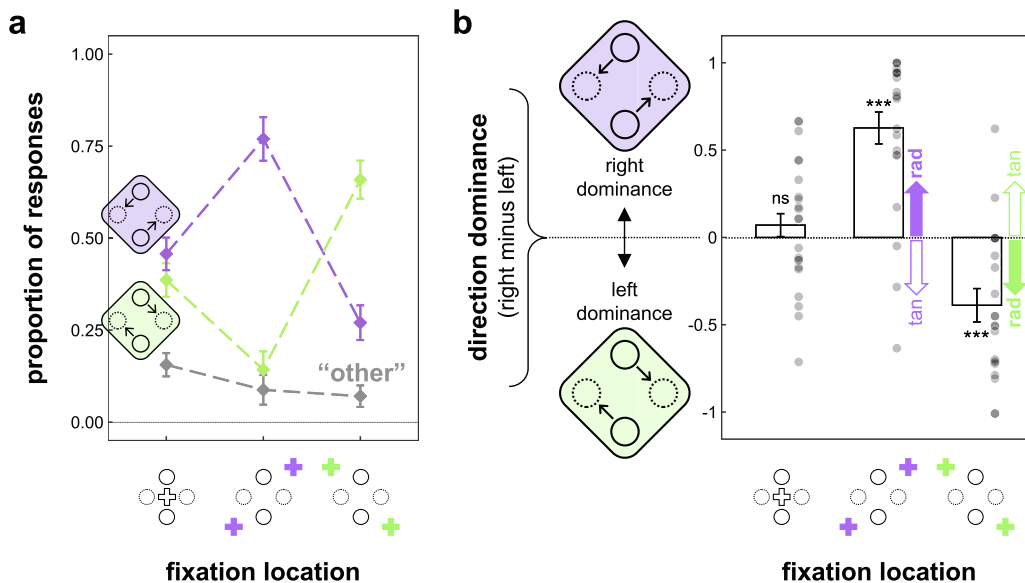 a
proportion of responses
1.00
0.75
0.50
0.25
0.00
"other"
fixation location
b
direction dominance
(right minus left)
right
dominance
left
dominance
1
0.5
0
-0.5
-1
ns
***
***
rad
tan
tan
rad
fixation location